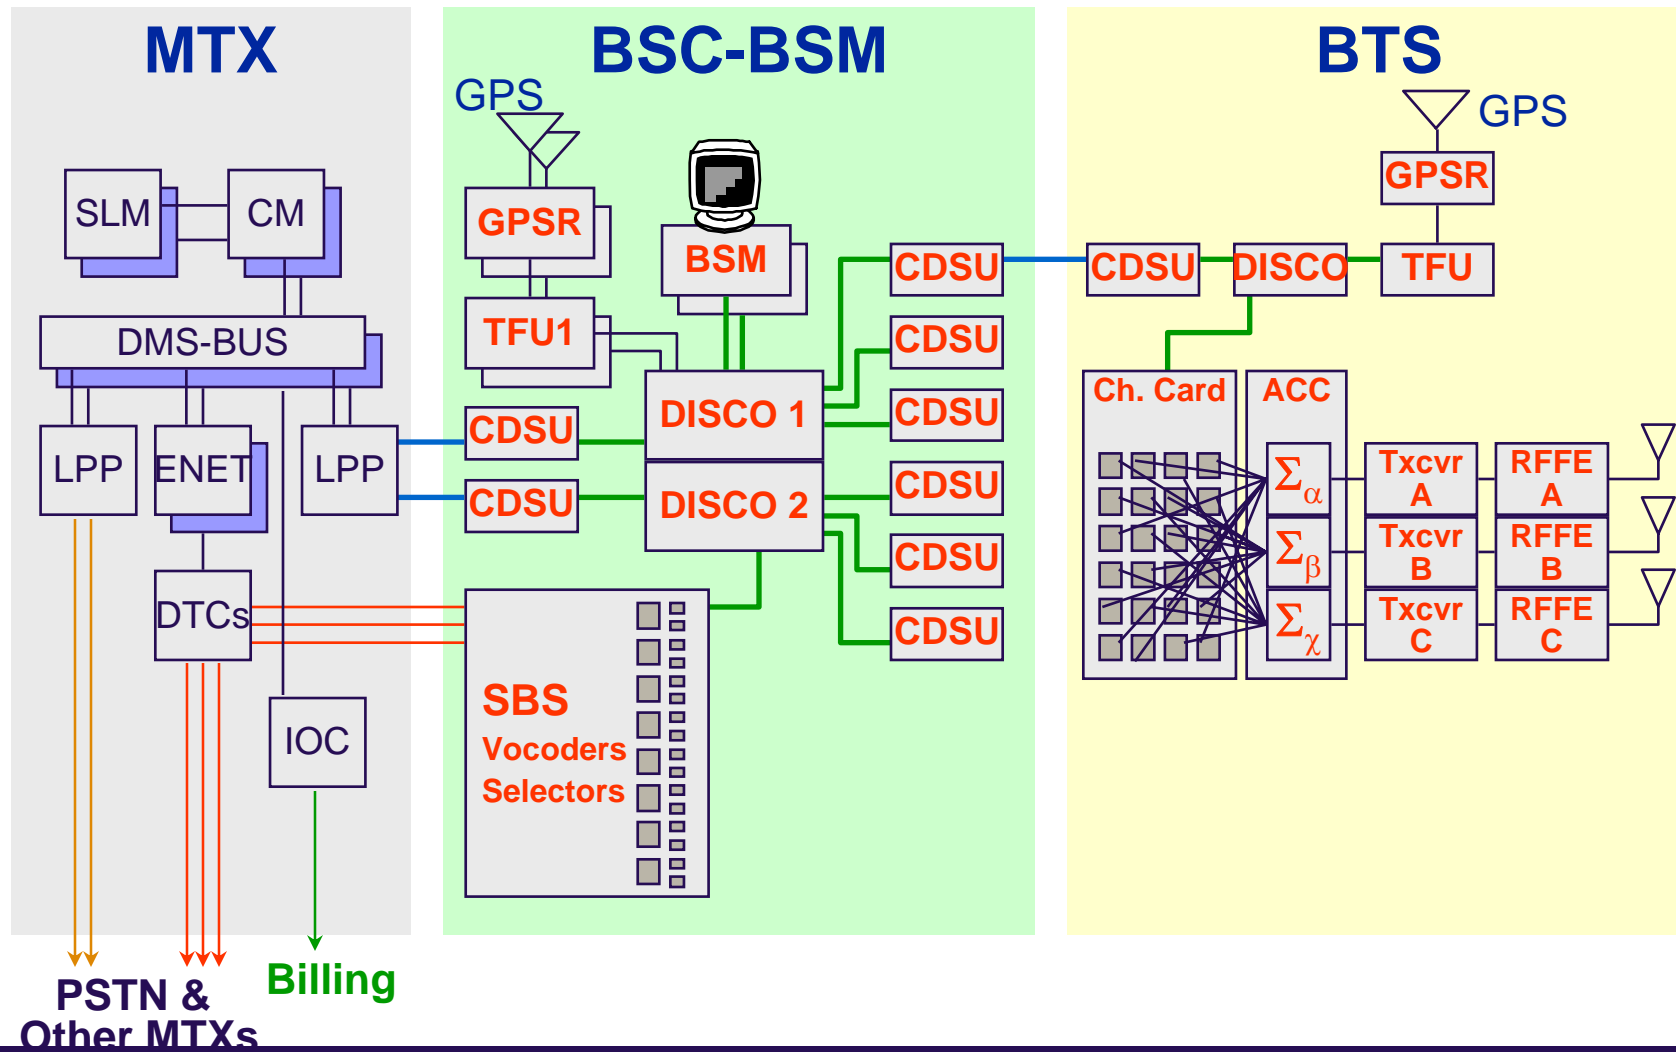 MTX
BSC-BSM
BTS
GPS
GPS
SLM
CM
GPSR
BSM
GPSR
CDSU
CDSU
DISCO
TFU
DMS-BUS
TFU1
CDSU
LPP
ENET
LPP
CDSU
DISCO 1
CDSU
CDSU
DISCO 2
CDSU
CDSU
CDSU
Ch. Card
ACC
Σα
Txcvr
A
RFFE
A
Σβ
Txcvr
B
RFFE
B
Σχ
Txcvr
C
RFFE
C
DTCs
SBS
Vocoders
Selectors
IOC
Billing
PSTN &
Other MTXs